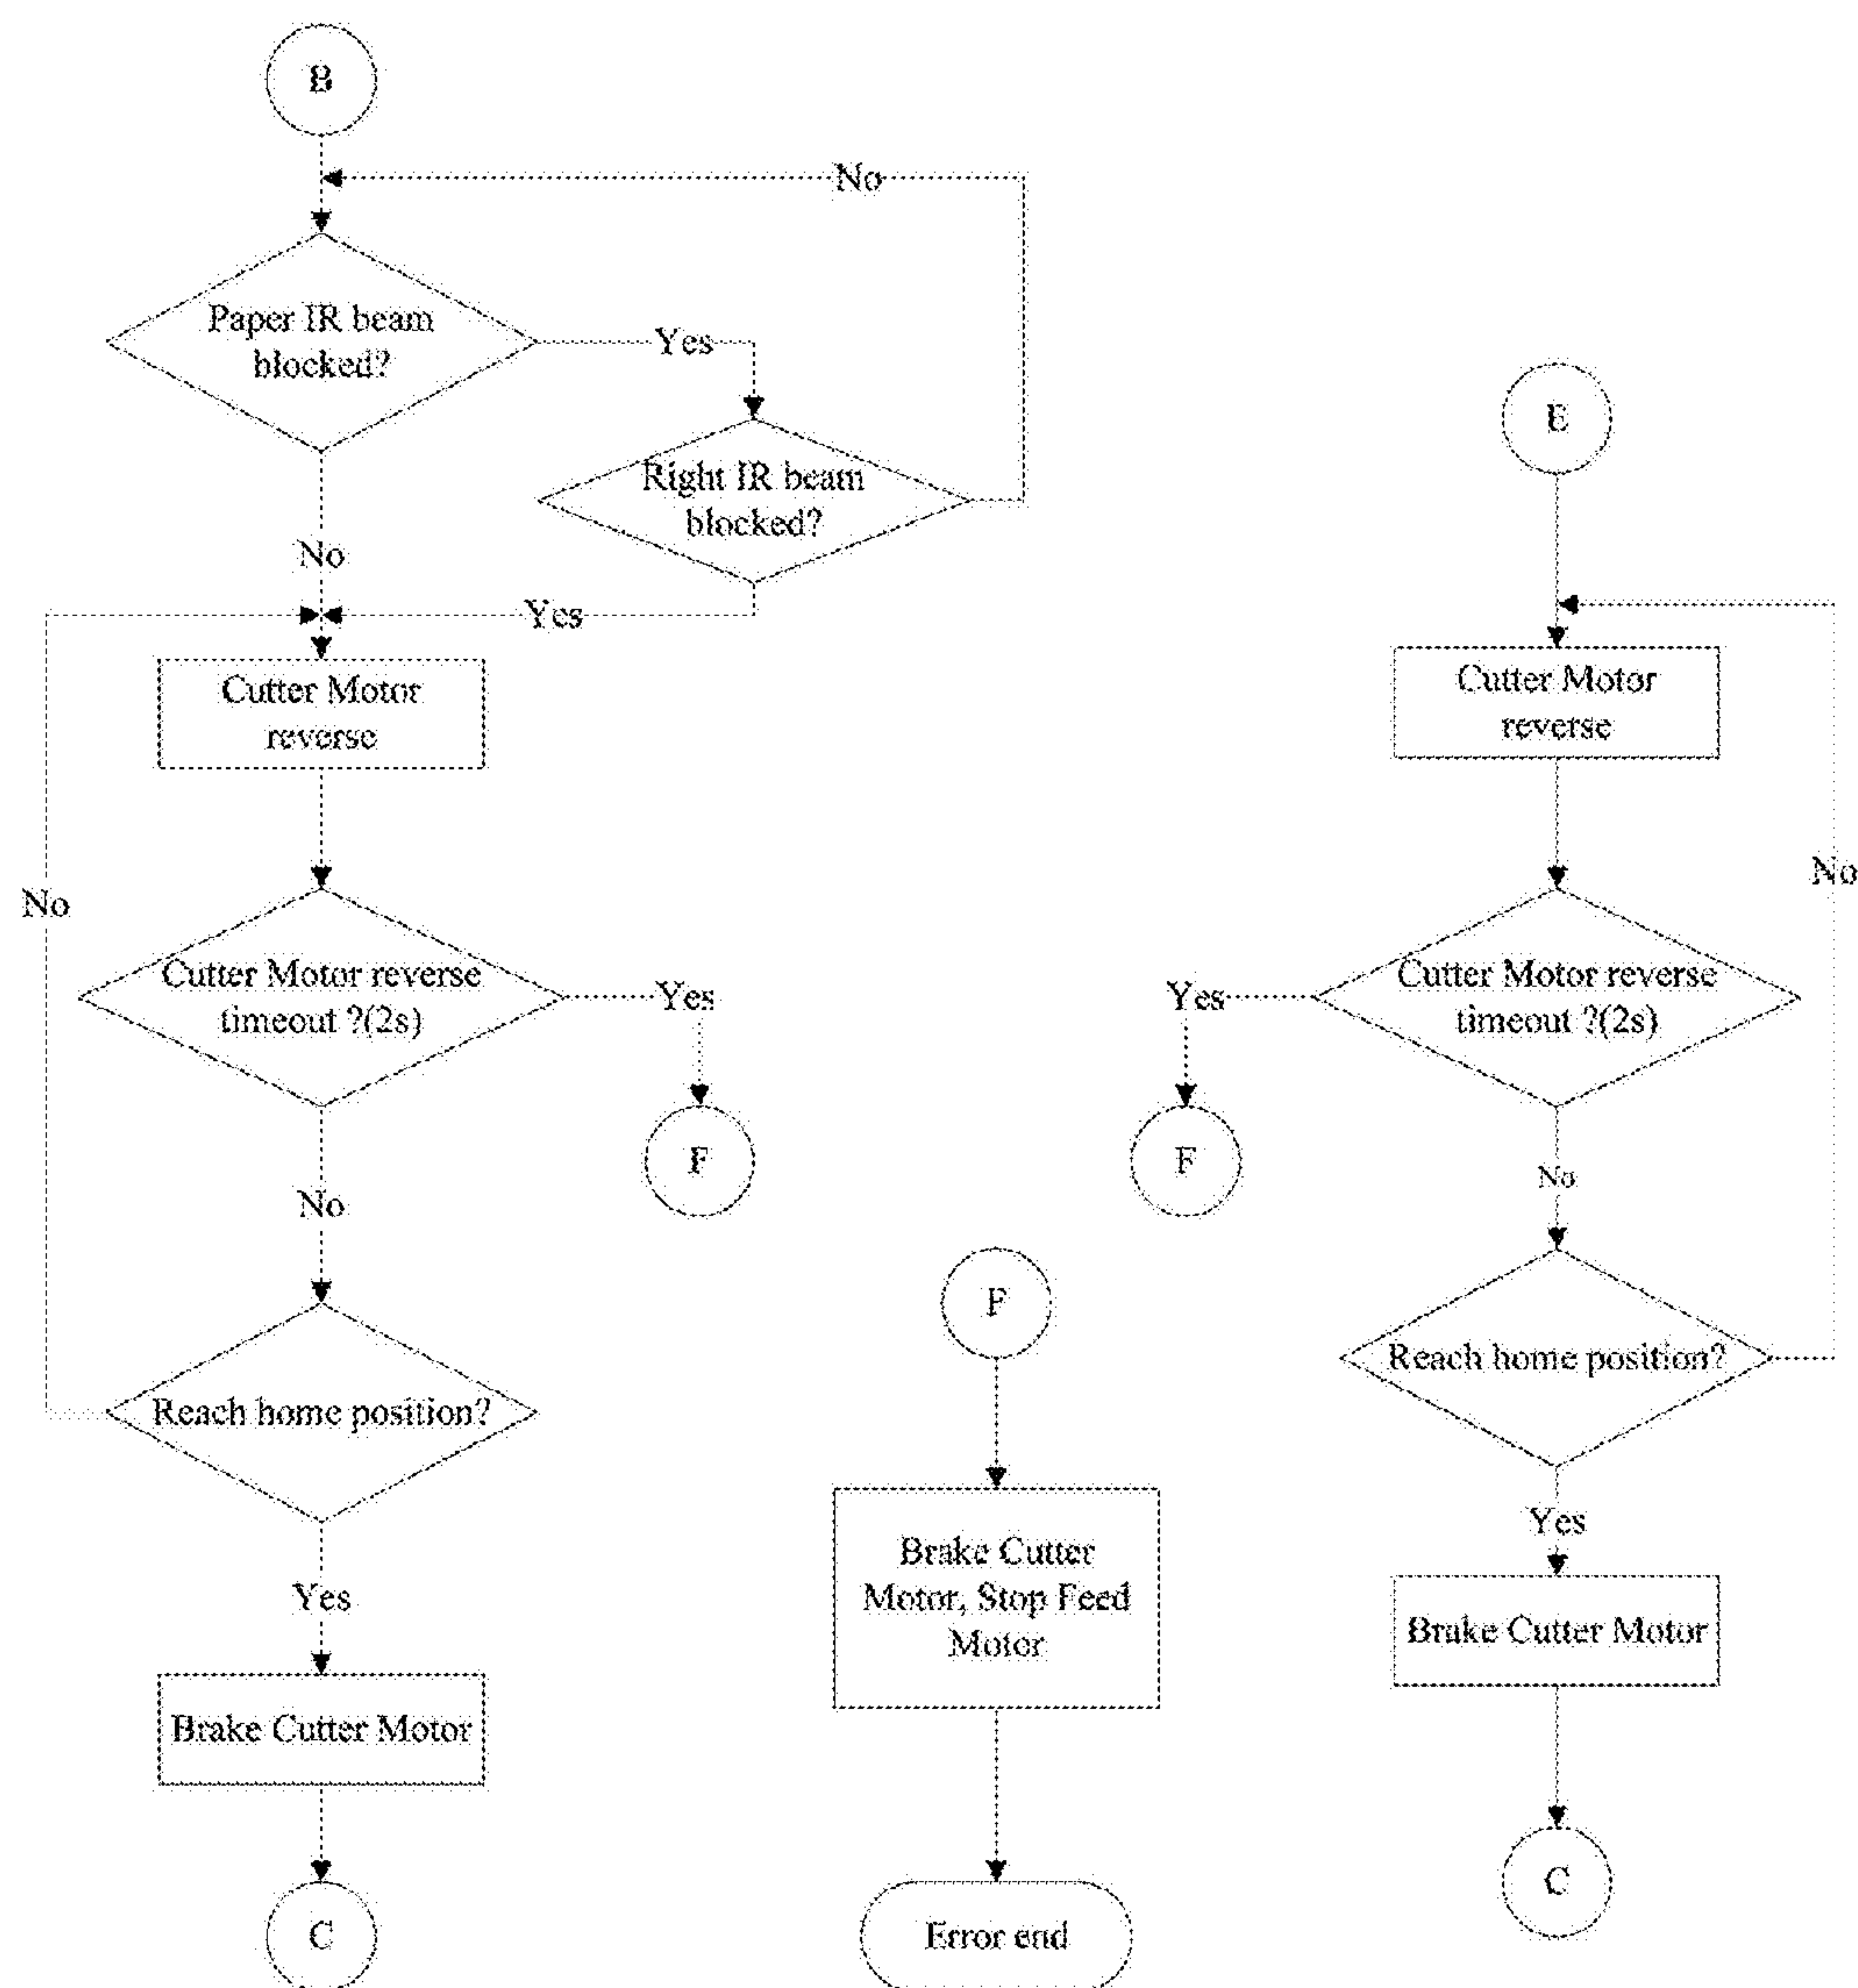 B
No
Paper IR beam
blocked?
Yes
Right IR beam
blocked?
No
Yes
Cutter Motor
reverse
No
Cutter Motor reverse
timeout ?(2s)
Yes
F
No
Reach home position?
Yes
Brake Cutter Motor
C
F
Brake Cutter
Motor, Stop Feed
Motor
Error end
E
Cutter Motor
reverse
No
Cutter Motor reverse
timeout ?(2s)
Yes
F
No
Reach home position?
Yes
Brake Cutter Motor
C